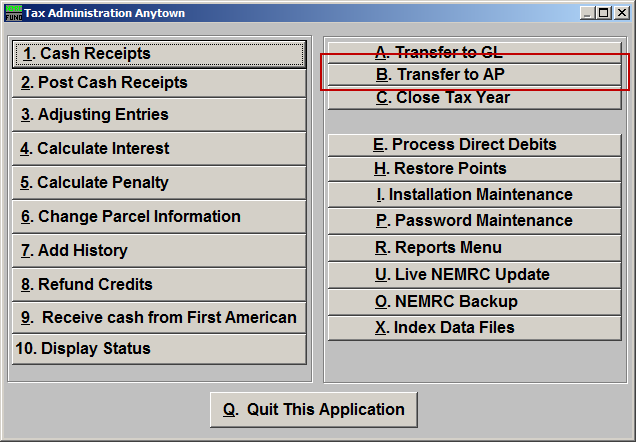 FUND
Tax Administration Anytown
1. Cash Receipts
2. Post Cash Receipts
3. Adjusting Entries
4. Calculate Interest
5. Calculate Penalty
6. Change Parcel Information
7. Add History
8. Refund Credits
9. Receive cash from First American
10. Display Status
A. Transfer to GL
B. Transfer to AP
C. Close Tax Year
E. Process Direct Debits
H. Restore Points
I. Installation Maintenance
P. Password Maintenance
R. Reports Menu
U. Live NEMRC Update
O. NEMRC Backup
X. Index Data Files
Q. Quit This Application